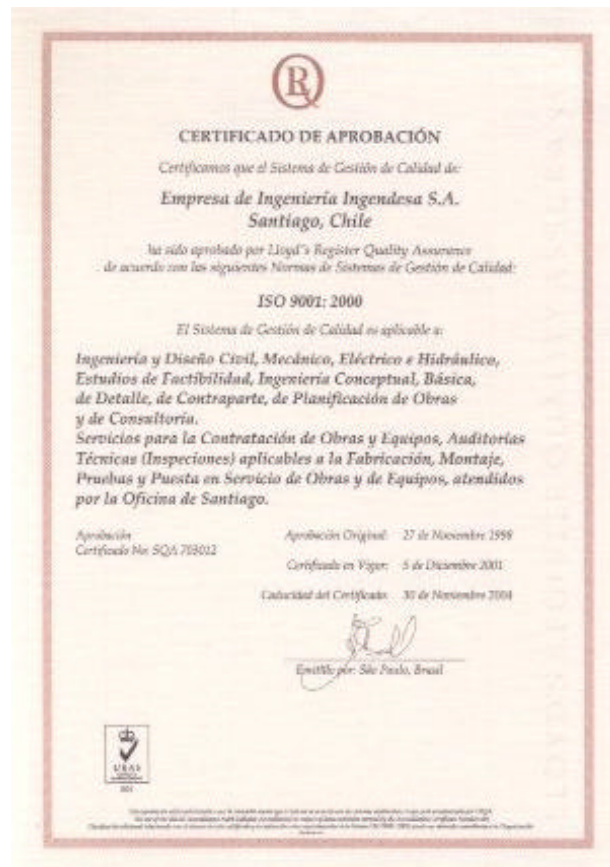 RQ
CERTIFICADO DE APROBACIÓN
Certificamos que el Sistema de Gestión de Calidad de:
Empresa de Ingeniería Ingendesa S.A.
Santiago, Chile
ha sido aprobado por Lloyd's Register Quality Assurance
de acuerdo con las siguientes Normas de Sistemas de Gestión de Calidad:
ISO 9001: 2000
El Sistema de Gestión de Calidad es aplicable a:
Ingeniería y Diseño Civil, Mecánico, Eléctrico e Hidráulico,
Estudios de Factibilidad, Ingeniería Conceptual, Básica,
de Detalle, de Contraparte, de Planificación de Obras
y de Consultoría.
Servicios para la Contratación de Obras y Equipos, Auditorías
Técnicas (Inspeciones) aplicables a la Fabricación, Montaje,
Pruebas y Puesta en Servicio de Obras y de Equipos, atendidos
por la Oficina de Santiago.
Aprobación
Certificado No: SQA 703012
Aprobación Original: 27 de Noviembre 1998
Certificado en Vigor: 5 de Diciembre 2001
Caducidad del Certificado: 30 de Noviembre 2004
Emitido por: São Paulo, Brasil
UKAS
001